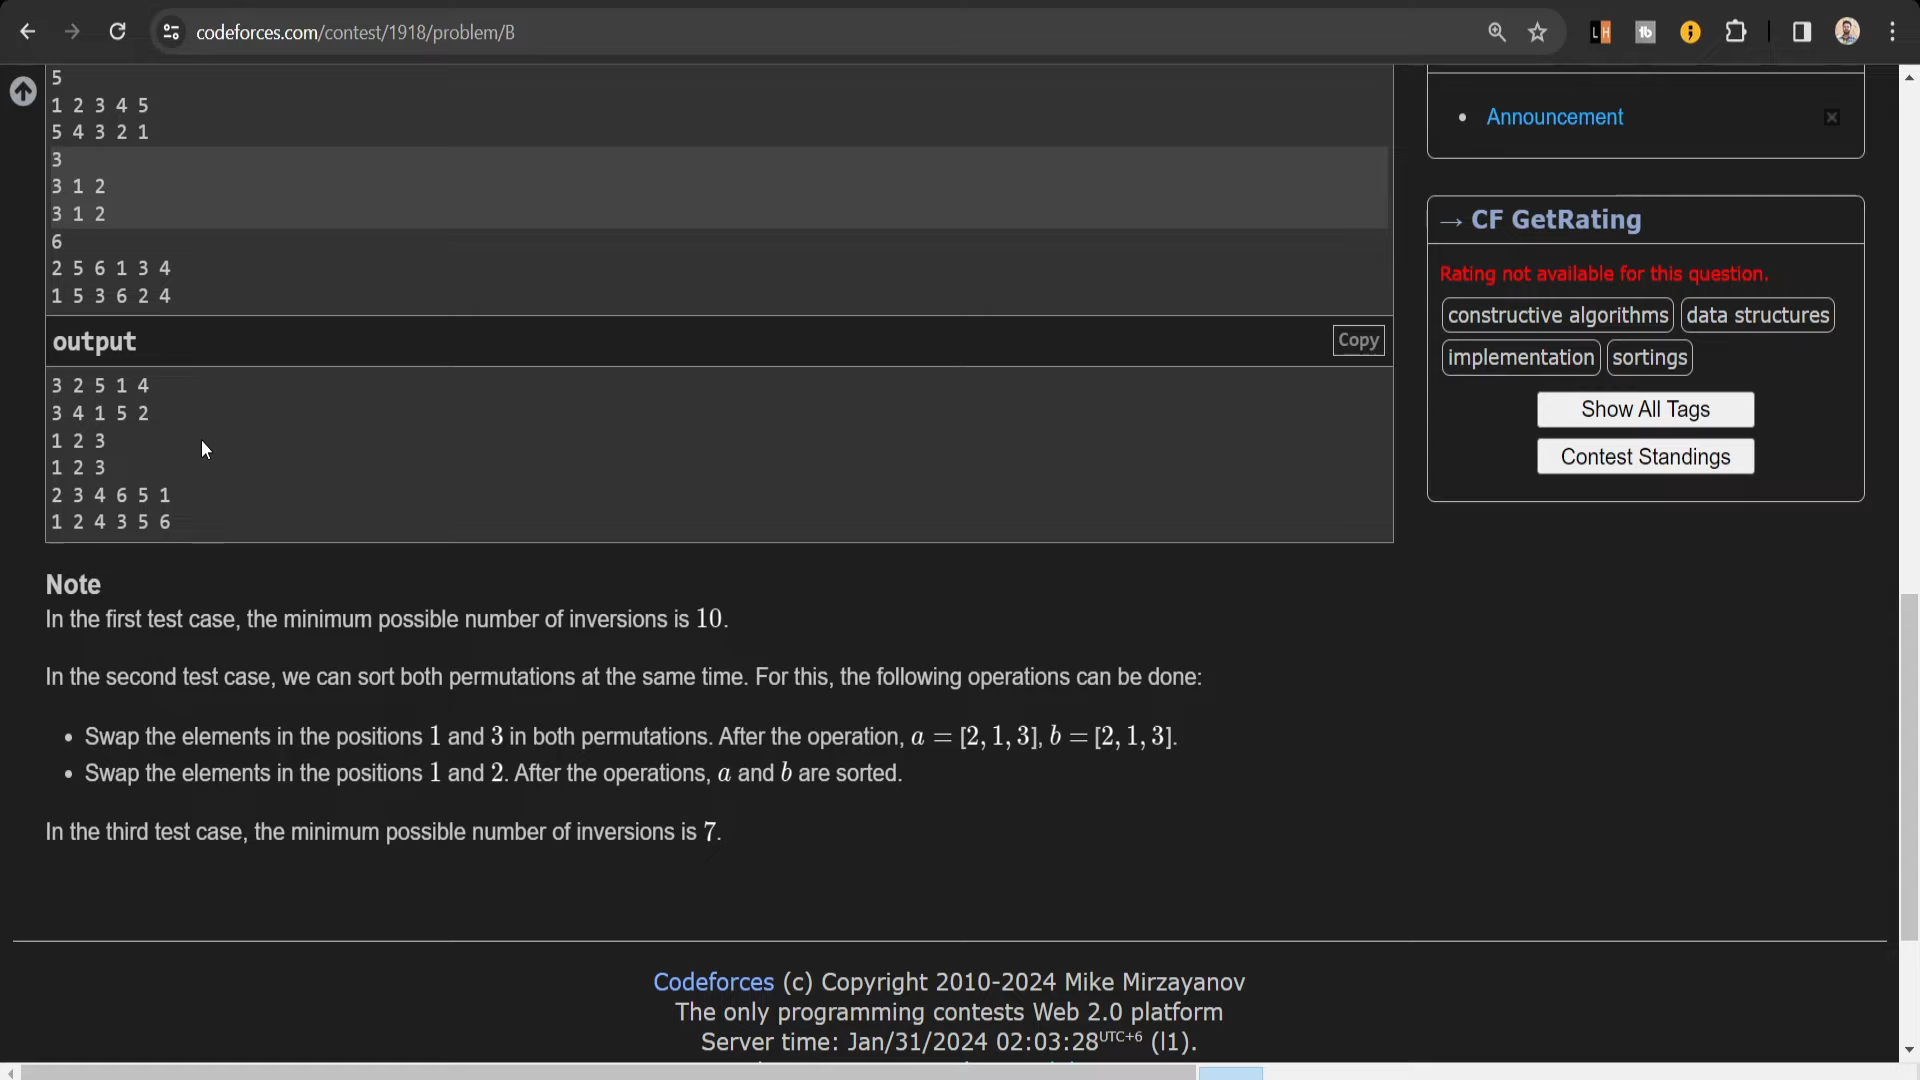 codeforces.com/contest/1918/problem/B
5
1 2 3 4 5
5 4 3 2 1
3
3 1 2
3 1 2
6
2 5 6 1 3 4
1 5 3 6 2 4
output
Copy
3 2 5 1 4
3 4 1 5 2
1 2 3
1 2 3
2 3 4 6 5 1
1 2 4 3 5 6
Note
In the first test case, the minimum possible number of inversions is 10.
In the second test case, we can sort both permutations at the same time. For this, the following operations can be done:
• Swap the elements in the positions 1 and 3 in both permutations. After the operation, a = [2, 1, 3], b = [2, 1, 3].
• Swap the elements in the positions 1 and 2. After the operations, a and b are sorted.
In the third test case, the minimum possible number of inversions is 7.
• Announcement
→ CF GetRating
Rating not available for this question.
constructive algorithms data structures
implementation sortings
Show All Tags
Contest Standings
Codeforces (c) Copyright 2010-2024 Mike Mirzayanov
The only programming contests Web 2.0 platform
Server time: Jan/31/2024 02:03:28UTC+6 (l1).